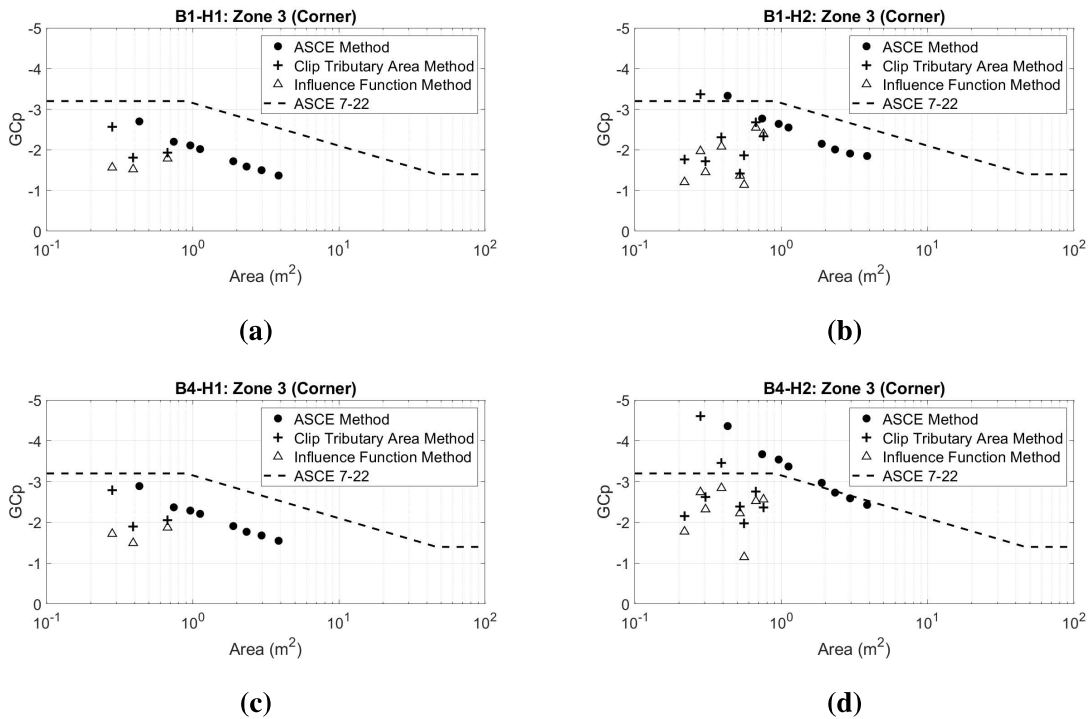 B1-H1: Zone 3 (Corner)
-5
-4
-3
-2
-1
0
GCp
ASCE Method
Clip Tributary Area Method
Influence Function Method
ASCE 7-22
10^-1
10^0
10^1
10^2
Area (m^2)
(a)
B1-H2: Zone 3 (Corner)
-5
-4
-3
-2
-1
0
GCp
ASCE Method
Clip Tributary Area Method
Influence Function Method
ASCE 7-22
10^-1
10^0
10^1
10^2
Area (m^2)
(b)
B4-H1: Zone 3 (Corner)
-5
-4
-3
-2
-1
0
GCp
ASCE Method
Clip Tributary Area Method
Influence Function Method
ASCE 7-22
10^-1
10^0
10^1
10^2
Area (m^2)
(c)
B4-H2: Zone 3 (Corner)
-5
-4
-3
-2
-1
0
GCp
ASCE Method
Clip Tributary Area Method
Influence Function Method
ASCE 7-22
10^-1
10^0
10^1
10^2
Area (m^2)
(d)